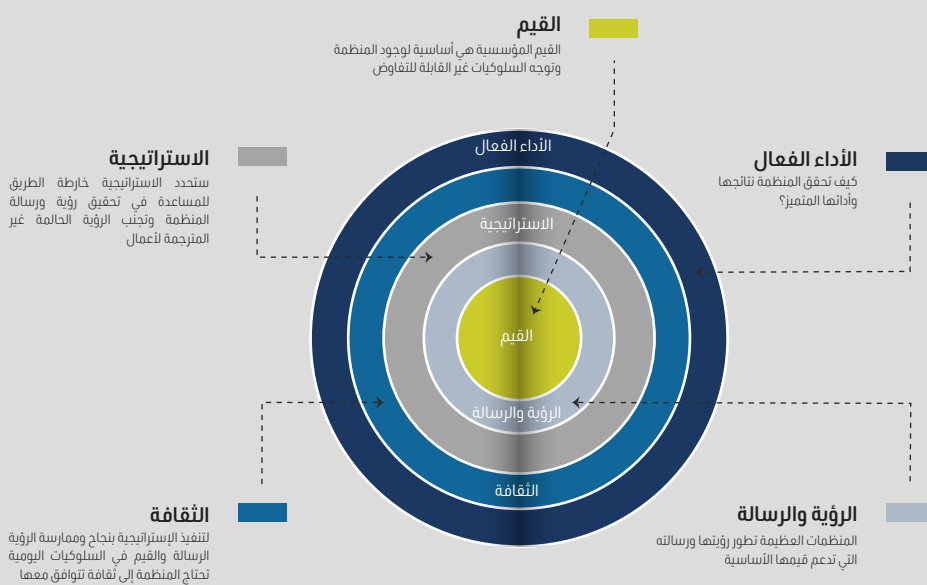 القيم
القيم المؤسسية هي أساسية لوجود المنظمة
وتوجه السلوكيات غير القابلة للتفاوض
الأداء الفعال
كيف تحقق المنظمة نتائجها
وأدائها المتميز؟
الاستراتيجية
ستحدد الاستراتيجية خارطة الطريق
للمساعدة في تحقيق رؤية ورسالة
المنظمة وتجنب الرؤية الحالمة غير
المترجمة لأعمال
الأداء الفعال
الاستراتيجية
القيم
الرؤية والرسالة
الثقافة
الرؤية والرسالة
المنظمات العظيمة تطور رؤيتها ورسالته
التي تدعم قيمها الأساسية
الثقافة
لتنفيذ الإستراتيجية بنجاح وممارسة الرؤية
الرسالة والقيم في السلوكيات اليومية
تحتاج المنظمة إلى ثقافة تتوافق معها